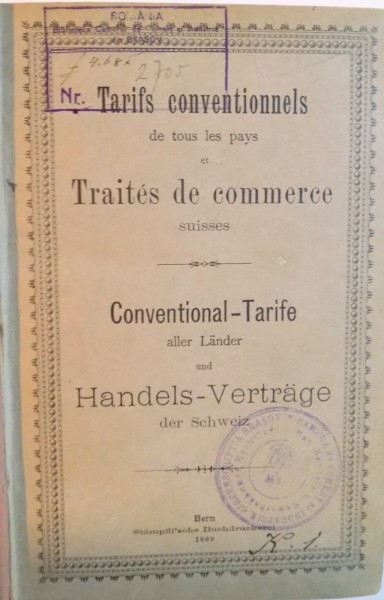 ROMANIA
Nr.
2705
Tarifs conventionnels
de tous les pays
et
Traités de commerce
suisses
Conventional-Tarife
aller Länder
und
Handels-Verträge
der Schweiz
Bern
Stämpfli'sche Buchdruckerei
1889